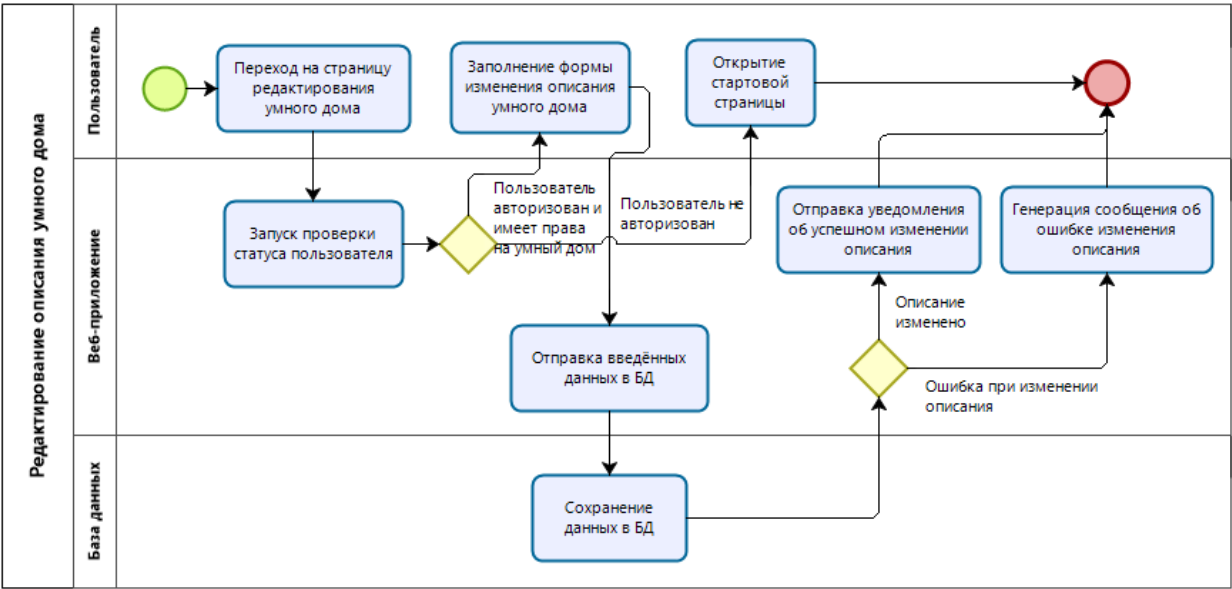 Редактирование описания умного дома
Пользователь
Переход на страницу
редактирования
умного дома
Заполнение формы
изменения описания
умного дома
Открытие
стартовой
страницы
Веб-приложение
Запуск проверки
статуса пользователя
Пользователь
авторизован и
имеет права
на умный дом
Пользователь не
авторизован
Отправка уведомления
об успешном изменении
описания
Генерация сообщения об
ошибке изменения
описания
Описание
изменено
Отправка введённых
данных в БД
Ошибка при изменении
описания
База данных
Сохранение
данных в БД